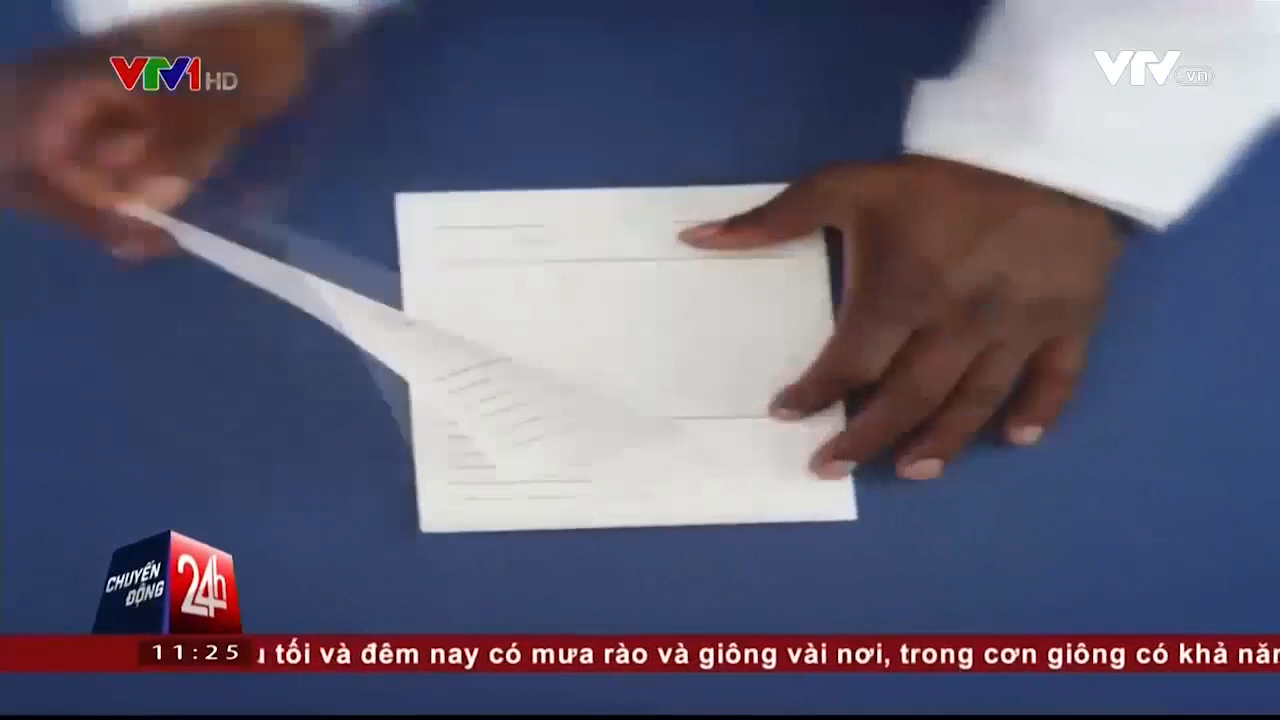 VTV1 HD
VTV.vn
CHUYỂN
ĐỘNG
24h
11:25
tối và đêm nay có mưa rào và giông vài nơi, trong cơn giông có khả